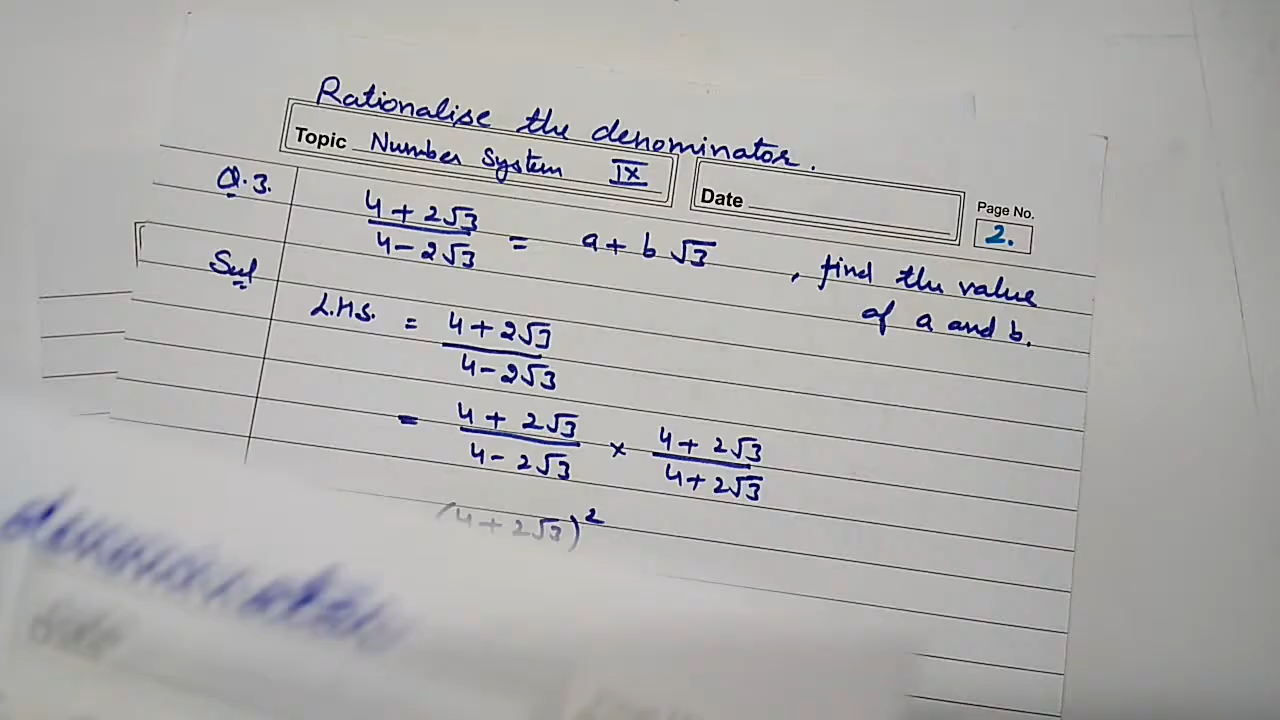 Rationalise the denominator.
Topic Number System IX
Date
Page No.
2.
Q.3. 4+2√3 / 4-2√3 = a+b√3 , find the value
of a and b.
Sol
L.H.S. = 4+2√3 / 4-2√3
= 4+2√3 / 4-2√3 × 4+2√3 / 4+2√3
(4+2√3)²